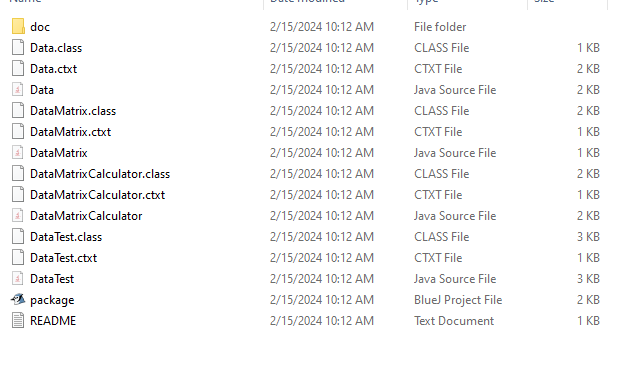 Name Date modified Type Size
doc 2/15/2024 10:12 AM File folder
Data.class 2/15/2024 10:12 AM CLASS File 1 KB
Data.ctxt 2/15/2024 10:12 AM CTXT File 2 KB
Data 2/15/2024 10:12 AM Java Source File 2 KB
DataMatrix.class 2/15/2024 10:12 AM CLASS File 2 KB
DataMatrix.ctxt 2/15/2024 10:12 AM CTXT File 1 KB
DataMatrix 2/15/2024 10:12 AM Java Source File 1 KB
DataMatrixCalculator.class 2/15/2024 10:12 AM CLASS File 2 KB
DataMatrixCalculator.ctxt 2/15/2024 10:12 AM CTXT File 1 KB
DataMatrixCalculator 2/15/2024 10:12 AM Java Source File 2 KB
DataTest.class 2/15/2024 10:12 AM CLASS File 3 KB
DataTest.ctxt 2/15/2024 10:12 AM CTXT File 1 KB
DataTest 2/15/2024 10:12 AM Java Source File 3 KB
package 2/15/2024 10:12 AM BlueJ Project File 2 KB
README 2/15/2024 10:12 AM Text Document 1 KB